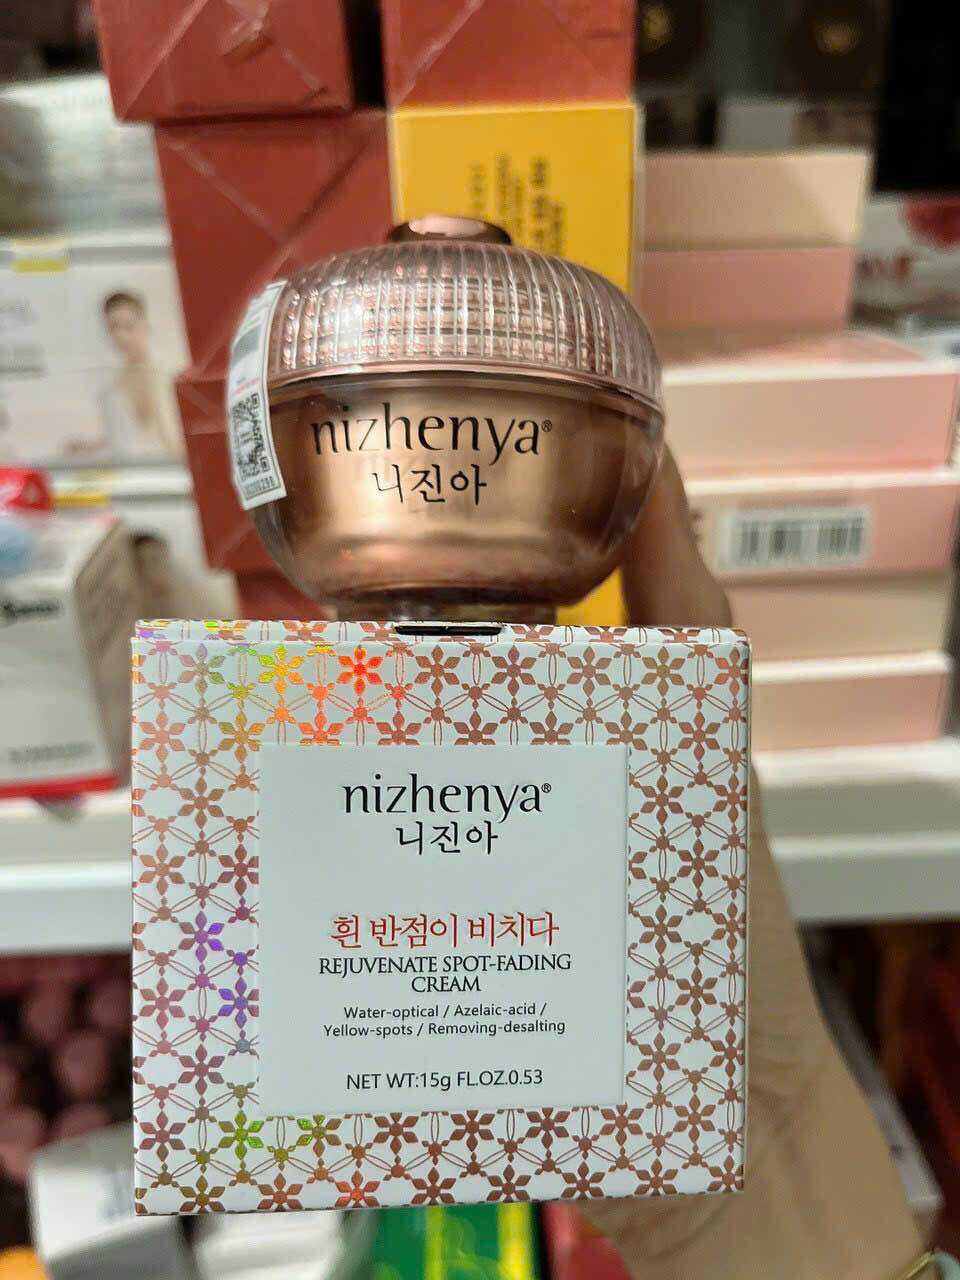 nizhenya®
니진아
nizhenya®
니진아
흰 반점이 비치다
REJUVENATE SPOT-FADING
CREAM
Water-optical / Azelaic-acid /
Yellow-spots / Removing-desalting
NET WT:15g FL.OZ.0.53